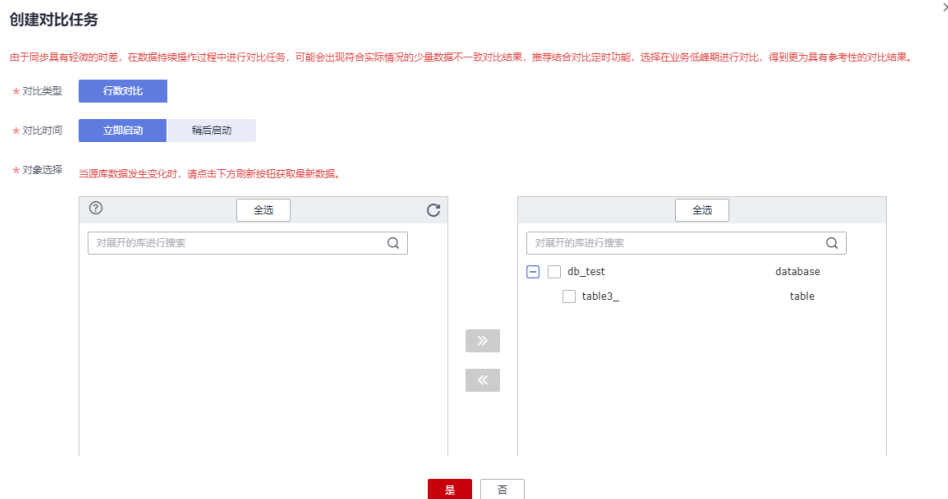 创建对比任务
由于同步具有轻微的时差，在数据持续操作过程中进行对比任务，可能会出现符合实际情况的少量数据不一致对比结果，推荐结合对比定时功能，选择在业务低峰期进行对比，得到更为具有参考性的对比结果。
* 对比类型 行数对比
* 对比时间 立即启动 稍后启动
* 对象选择 当源库数据发生变化时，请点击下方刷新按钮获取最新数据。
全选 全选
对展开的库进行搜索 对展开的库进行搜索
db_test database
table3_ table
是 否